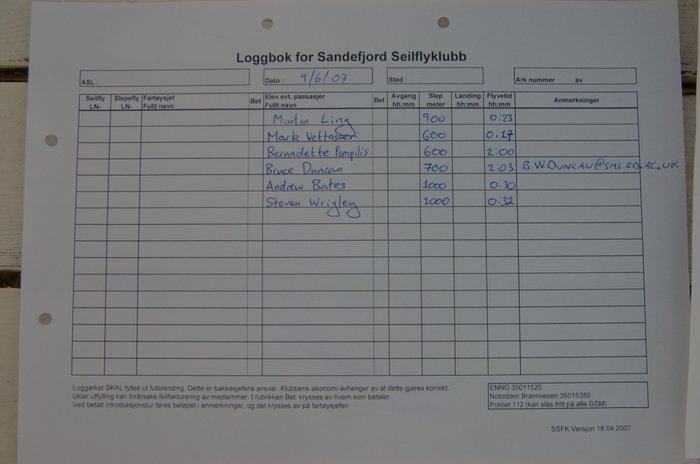 Loggbok for Sandefjord Seilflyklubb
ASL : Dato : 9/6/07 Sted : Ark nummer av
Seilfly LN- Slepefly LN- Fartøysjef Fullt navn Bet Elev evt. passasjer Fullt navn Bet Avgang hh:mm Slep meter Landing hh:mm Flyvetid hh:mm Anmerkninger
Martin Ling 900 0:23
Mark 600 0:17
Bernadette Pompilis 600 2:00
Bruce Duncan 700 2:03 B.W.DUNCAN@SMS.ED.AC.UK
Andrew Bates 1000 0:30
Steven Wrigley 1000 0:32
Loggarket SKAL fylles ut fullstending. Dette er bakkesjefens ansvar. Klubbens økonomi avhenger av at dette gjøres korrekt.
Uklar utfylling kan forårsake feilfakturering av medlemmer. I rubrikken Bet. krysses av hvem som betaler.
Ved betalt introduksjonstur føres beløpet i anmerkninger, og det krysses av på fartøysjefen
ENNO 35011520
Notodden Brannvesen 35015350
Politiet 112 (kan slås fritt på alle GSM)
SSFK Versjon 18.04.2007